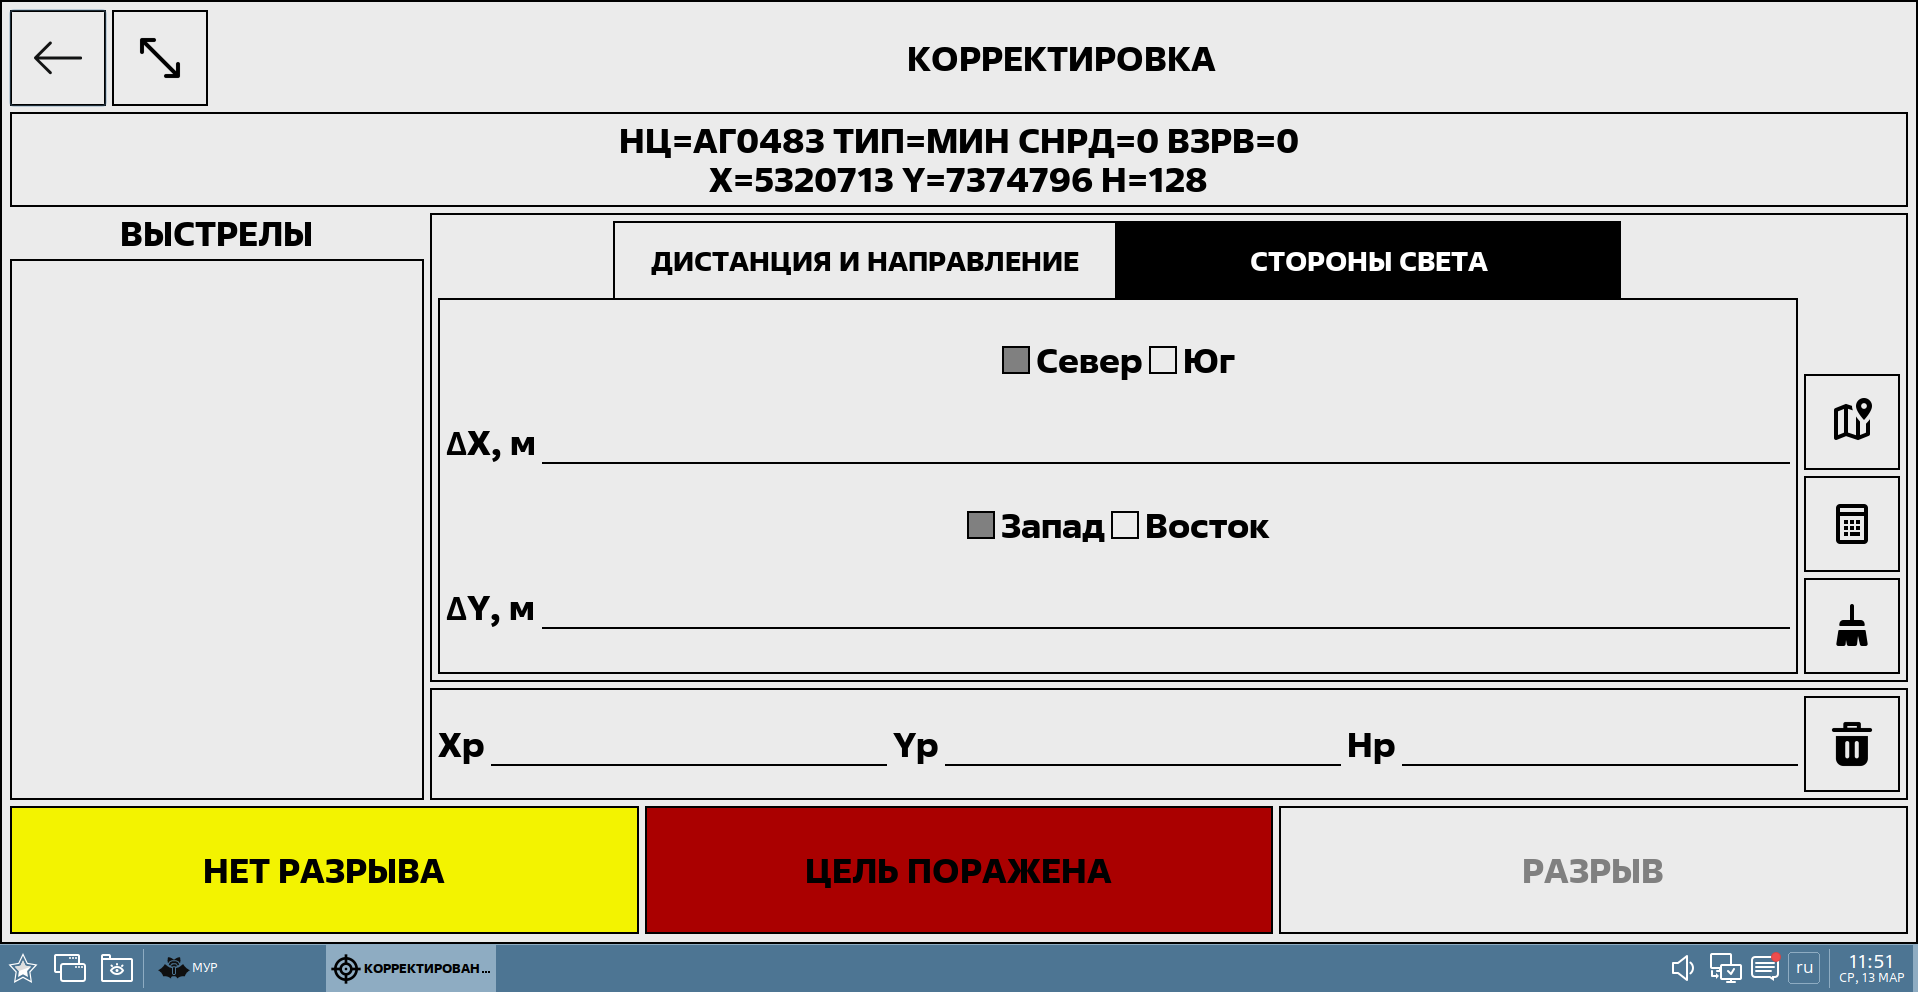 КОРРЕКТИРОВКА
НЦ=АГ0483 ТИП=МИН СНРД=0 ВЗРВ=0
X=5320713 Y=7374796 H=128
ВЫСТРЕЛЫ
ДИСТАНЦИЯ И НАПРАВЛЕНИЕ
СТОРОНЫ СВЕТА
Север Юг
ΔX, м
Запад Восток
ΔY, м
Xр Yр Hр
НЕТ РАЗРЫВА
ЦЕЛЬ ПОРАЖЕНА
РАЗРЫВ
МУР
КОРРЕКТИРОВАН...
ru
11:51
СР, 13 МАР